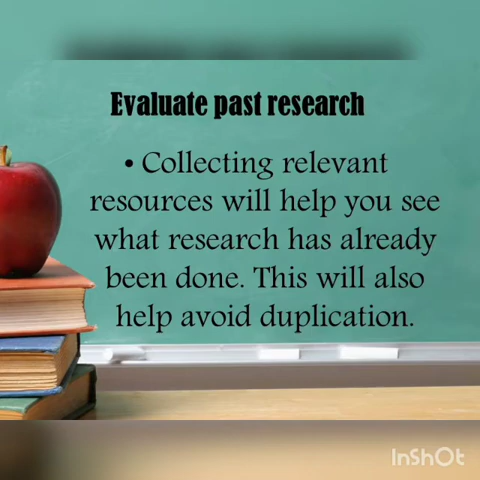 Evaluate past research
• Collecting relevant
resources will help you see
what research has already
been done. This will also
help avoid duplication.
InShOt